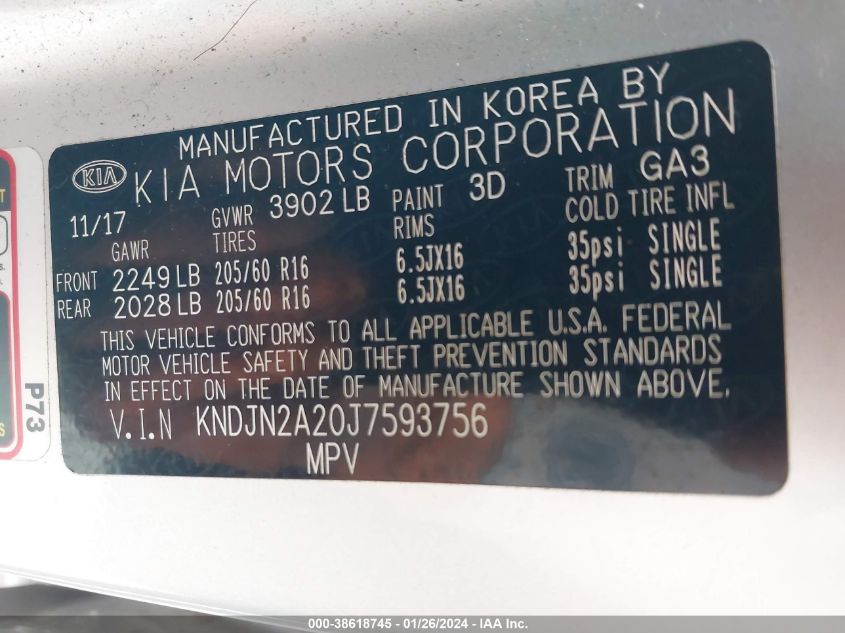 MANUFACTURED IN KOREA BY
KIA KIA MOTORS CORPORATION
11/17 GVWR 3902 LB PAINT 3D TRIM GA3
GAWR TIRES RIMS COLD TIRE INFL
FRONT 2249 LB 205/60 R16 6.5JX16 35psi SINGLE
REAR 2028 LB 205/60 R16 6.5JX16 35psi SINGLE
THIS VEHICLE CONFORMS TO ALL APPLICABLE U.S.A. FEDERAL
MOTOR VEHICLE SAFETY AND THEFT PREVENTION STANDARDS
IN EFFECT ON THE DATE OF MANUFACTURE SHOWN ABOVE.
V.I.N KNDJN2A20J7593756
MPV
P73
000-38618745 - 01/26/2024 - IAA Inc.